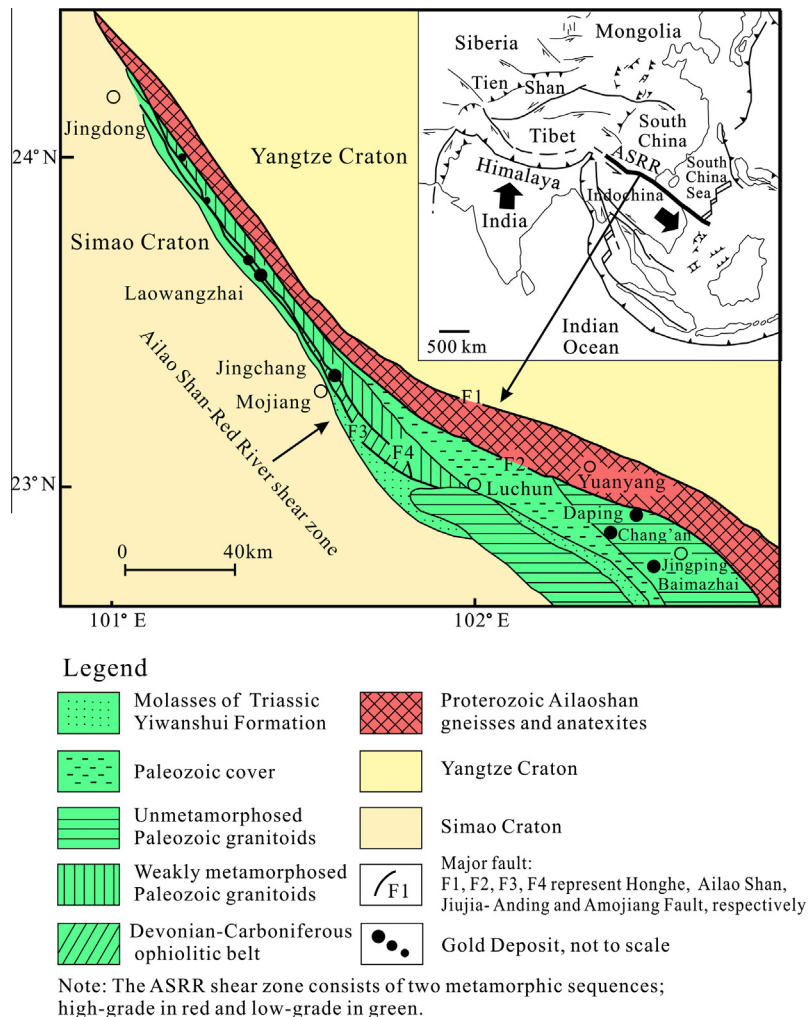 Siberia
Mongolia
Tien Shan
Tibet
South
China
Himalaya
ASRR
South
China
Sea
Indochina
India
Indian
Ocean
500 km
Jingdong
24°N
Yangtze Craton
Simao Craton
Laowangzhai
Jingchang
Mojiang
Ailao Shan-Red River shear zone
F1
F3
F4
F2
Yuanyang
23°N
Luchun
Daping
Chang'an
Jingping
Baimazhai
0
40km
101° E
102° E
Legend
Molasses of Triassic
Yiwanshui Formation
Paleozoic cover
Unmetamorphosed
Paleozoic granitoids
Weakly metamorphosed
Paleozoic granitoids
Devonian-Carboniferous
ophiolitic belt
Proterozoic Ailaoshan
gneisses and anatexites
Yangtze Craton
Simao Craton
F1
Major fault:
F1, F2, F3, F4 represent Honghe, Ailao Shan,
Jiujia- Anding and Amojiang Fault, respectively
Gold Deposit, not to scale
Note: The ASRR shear zone consists of two metamorphic sequences;
high-grade in red and low-grade in green.